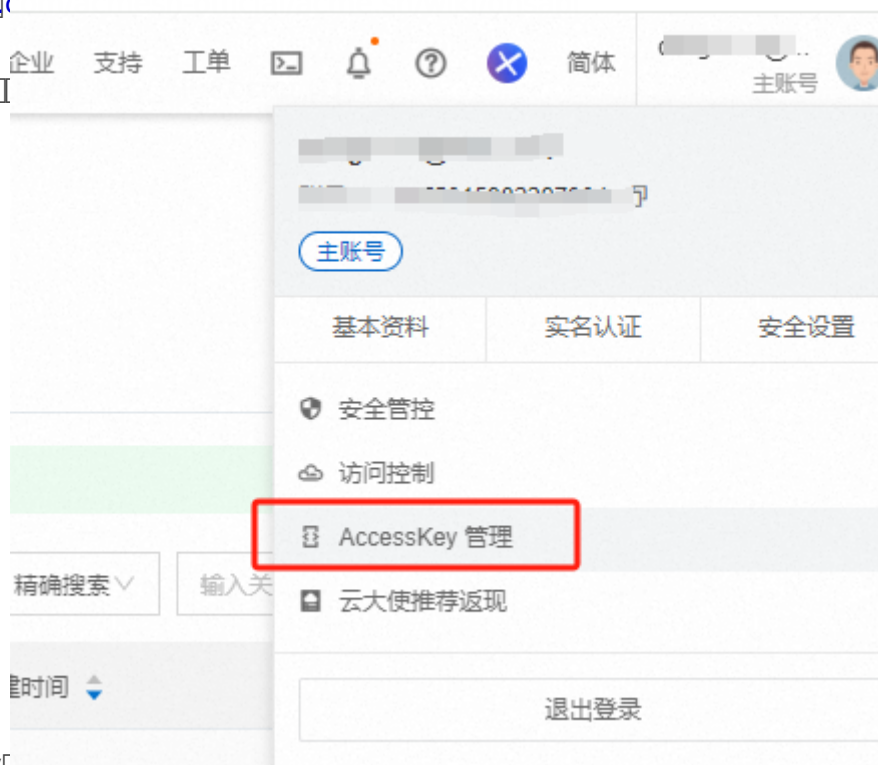 企业 支持 工单 简体
主账号
主账号
基本资料 实名认证 安全设置
安全管控
访问控制
AccessKey 管理
精确搜索 输入关
云大使推荐返现
时间
退出登录